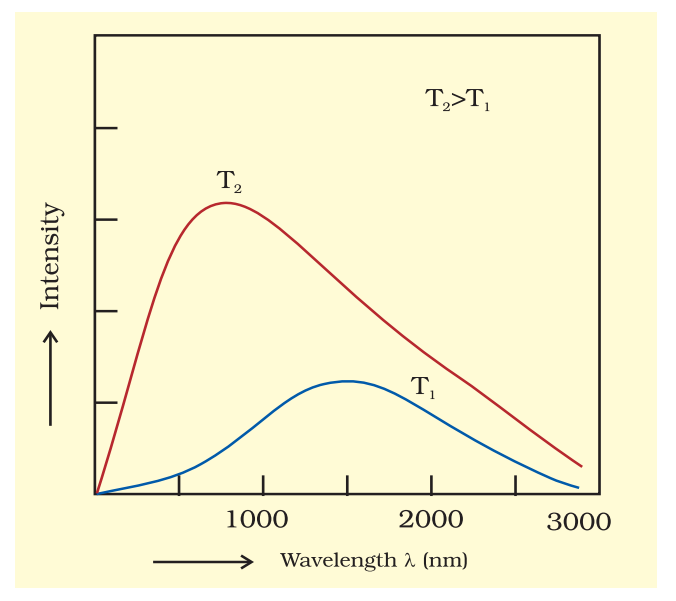 T₂>T₁
T₂
Intensity
T₁
1000 2000 3000
Wavelength λ (nm)